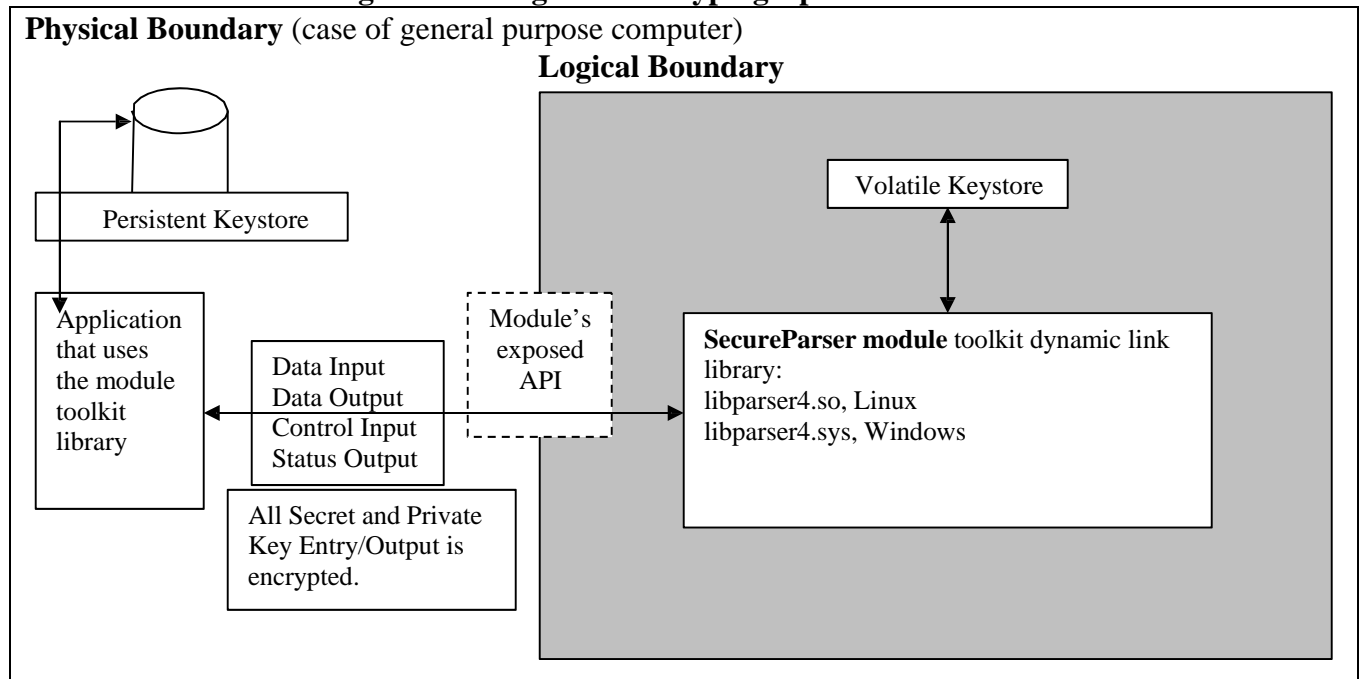 Physical Boundary (case of general purpose computer)
Logical Boundary
Volatile Keystore
Persistent Keystore
Application
that uses
the module
toolkit
library
Data Input
Data Output
Control Input
Status Output
All Secret and Private
Key Entry/Output is
encrypted.
Module’s
exposed
API
SecureParser module toolkit dynamic link
library:
libparser4.so, Linux
libparser4.sys, Windows